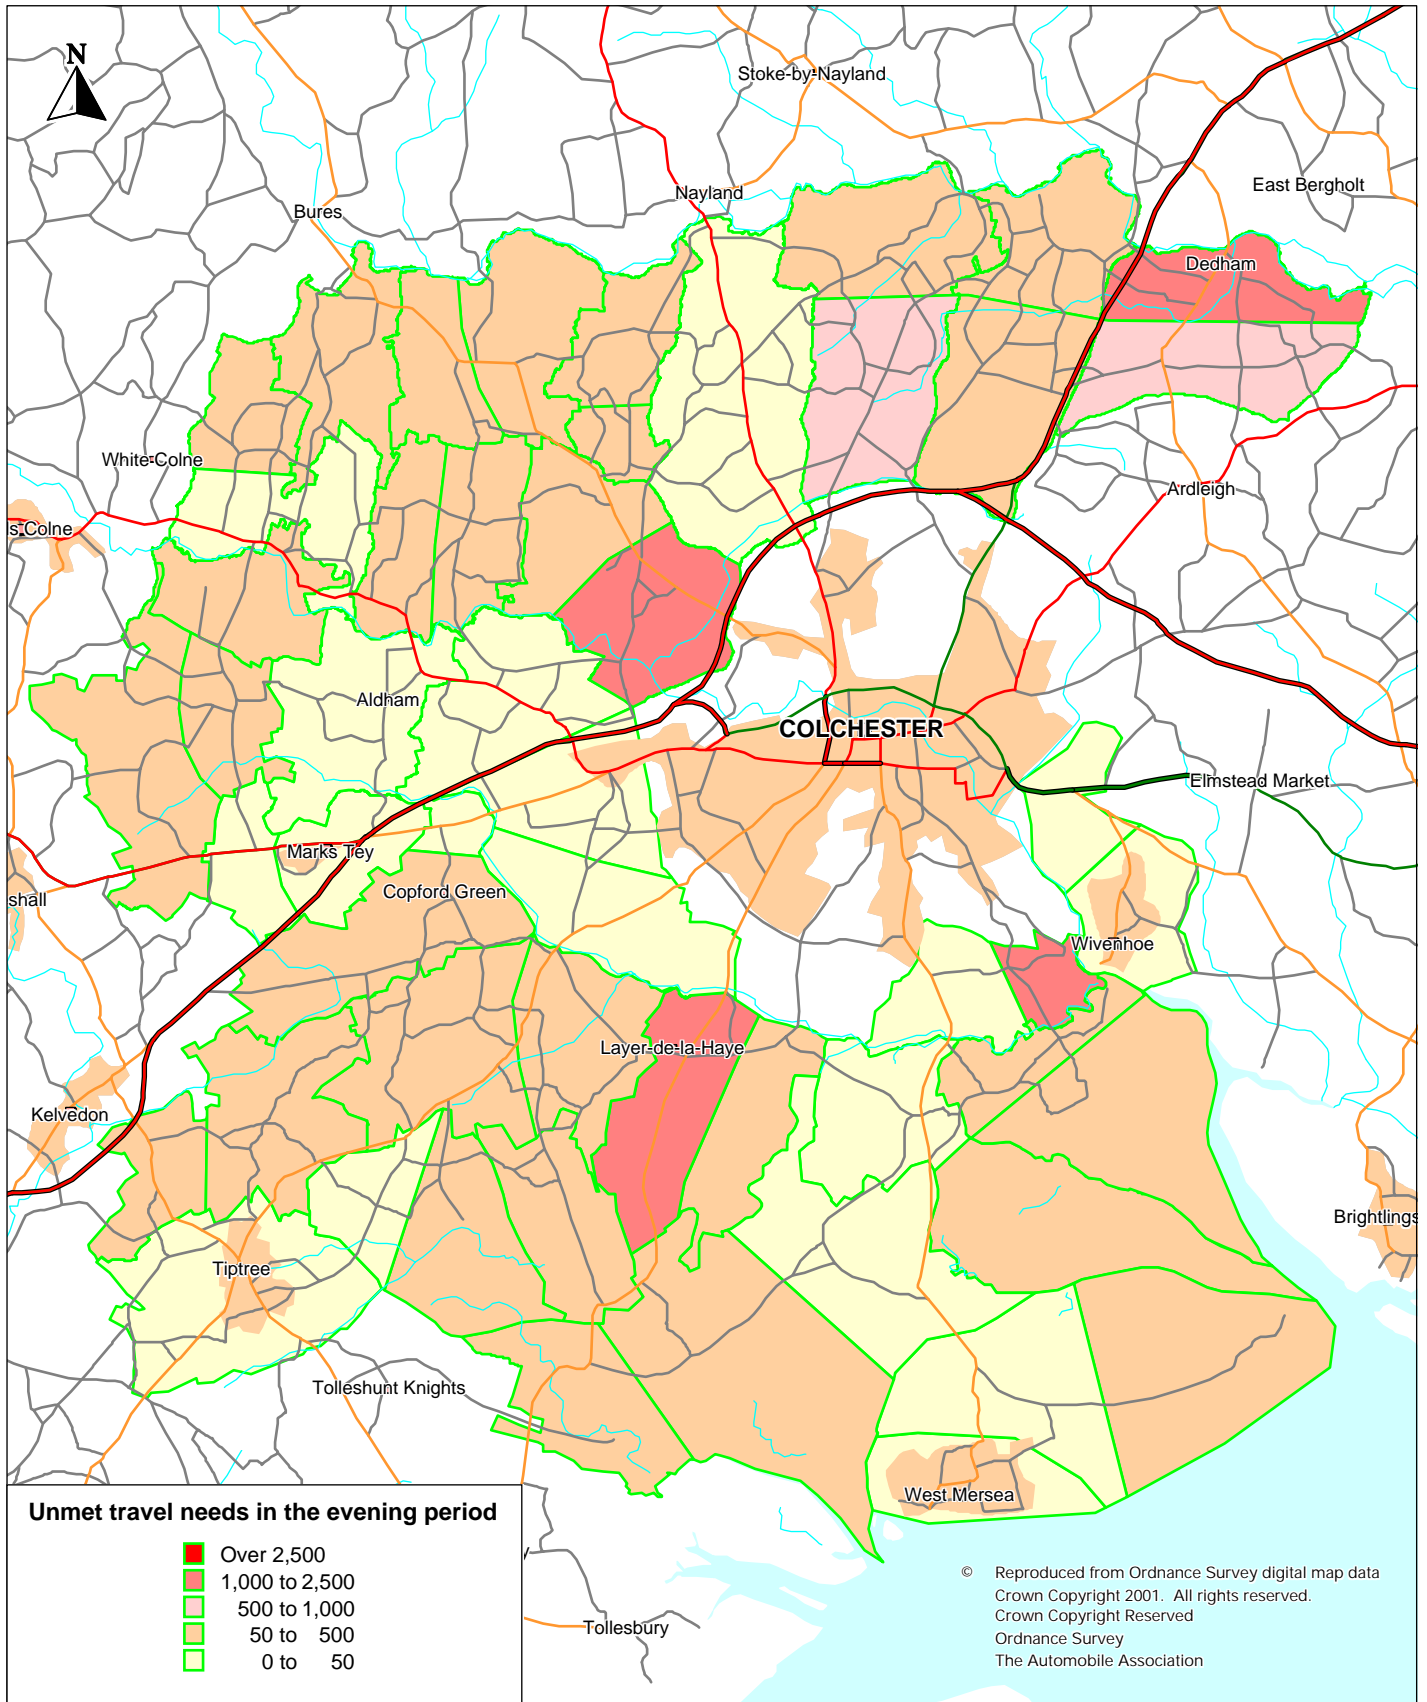 N
Stoke-by-Nayland
East Bergholt
Nayland
Bures
Dedham
White Colne
Ardleigh
s Colne
Aldham
COLCHESTER
Elmstead Market
Marks Tey
Copford Green
shall
Wivenhoe
Layer-de-la-Haye
Kelvedon
Brightlings
Tiptree
Tolleshunt Knights
West Mersea
Tollesbury
Unmet travel needs in the evening period
Over 2,500
1,000 to 2,500
500 to 1,000
50 to 500
0 to 50
© Reproduced from Ordnance Survey digital map data
Crown Copyright 2001. All rights reserved.
Crown Copyright Reserved
Ordnance Survey
The Automobile Association